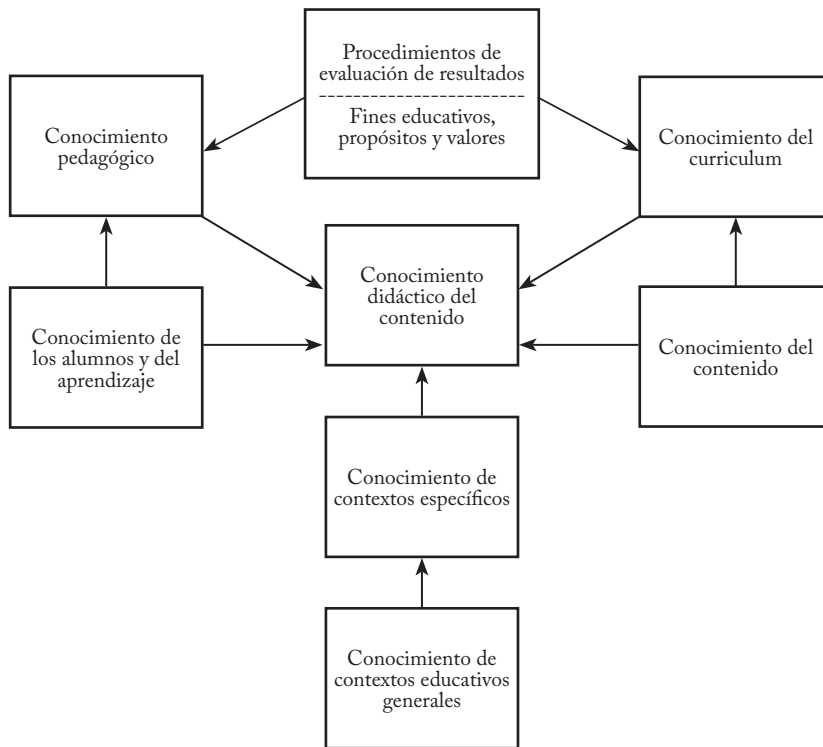 Procedimientos de
evaluación de resultados
Fines educativos,
propósitos y valores
Conocimiento
pedagógico
Conocimiento del
curriculum
Conocimiento
didáctico del
contenido
Conocimiento de
los alumnos y del
aprendizaje
Conocimiento del
contenido
Conocimiento de
contextos específicos
Conocimiento de
contextos educativos
generales